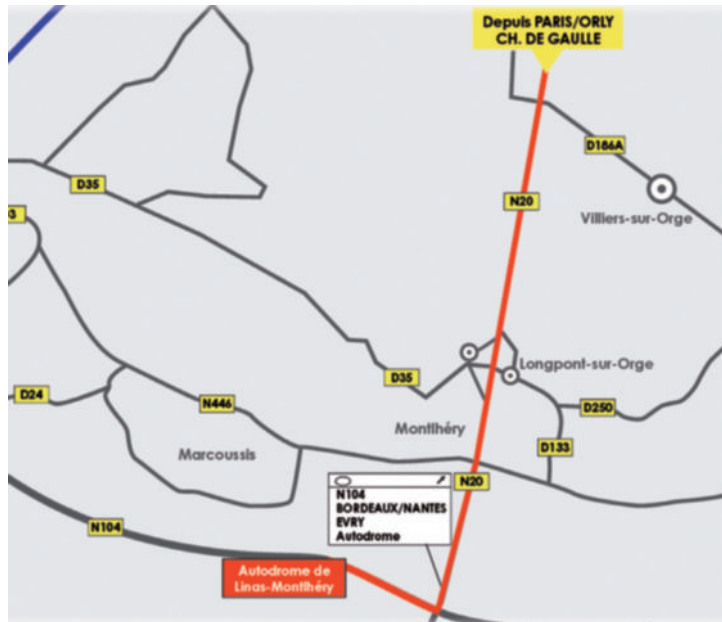 Depuis PARIS/ORLY
CH. DE GAULLE
D186A
D35
N20
Villiers-sur-Orge
Longpont-sur-Orge
D35
D24
N446
D250
Montlhéry
D133
Marcoussis
N20
N104
BORDEAUX/NANTES
EVRY
Autodrome
N104
Autodrome de
Linas-Montlhéry